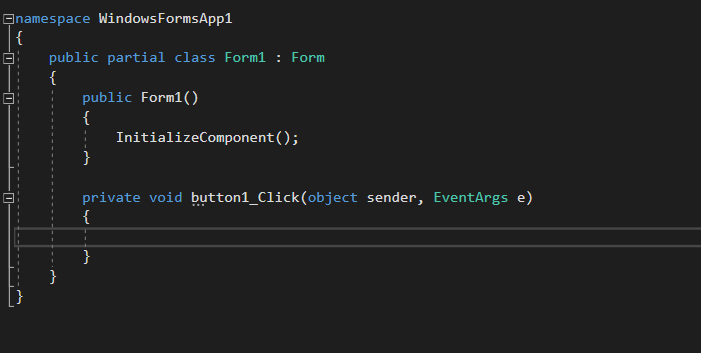 namespace WindowsFormsApp1
{
    public partial class Form1 : Form
    {
        public Form1()
        {
            InitializeComponent();
        }

        private void button1_Click(object sender, EventArgs e)
        {

        }
    }
}